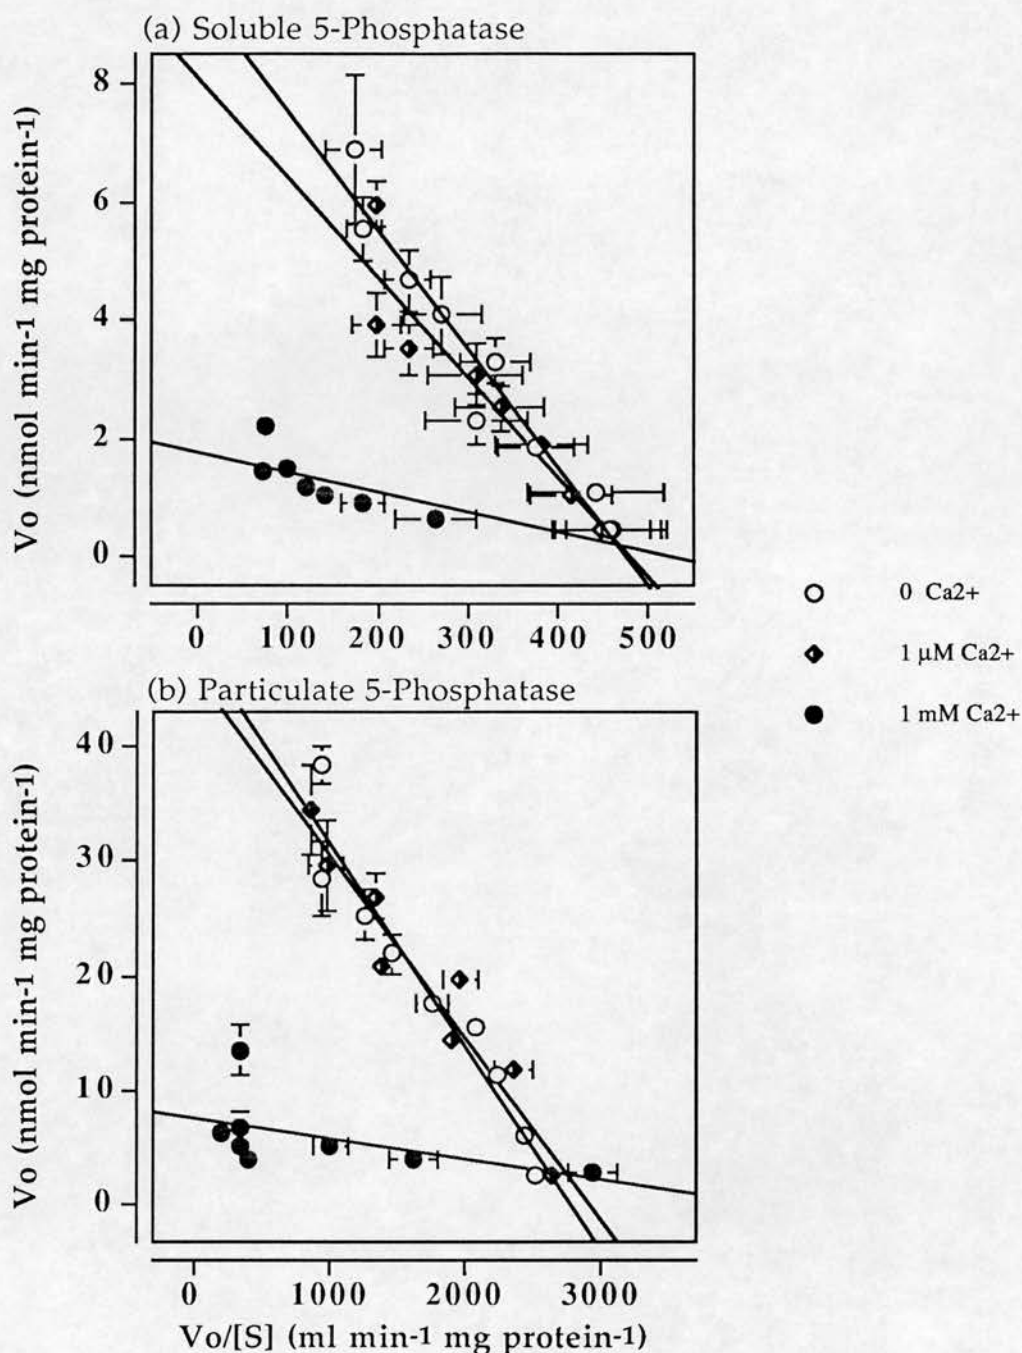 (a) Soluble 5-Phosphatase
Vo (nmol min-1 mg protein-1)
8
6
4
2
0
0 100 200 300 400 500
0 Ca2+
1 μM Ca2+
1 mM Ca2+
(b) Particulate 5-Phosphatase
Vo (nmol min-1 mg protein-1)
40
30
20
10
0
0 1000 2000 3000
Vo/[S] (ml min-1 mg protein-1)